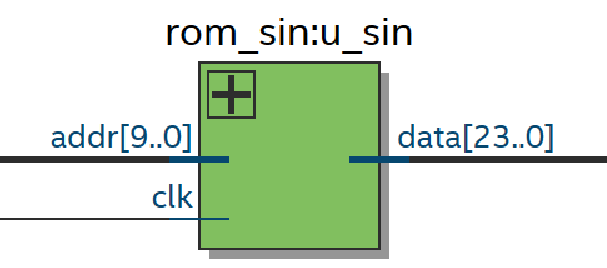 rom_sin:u_sin
addr[9..0]
data[23..0]
clk